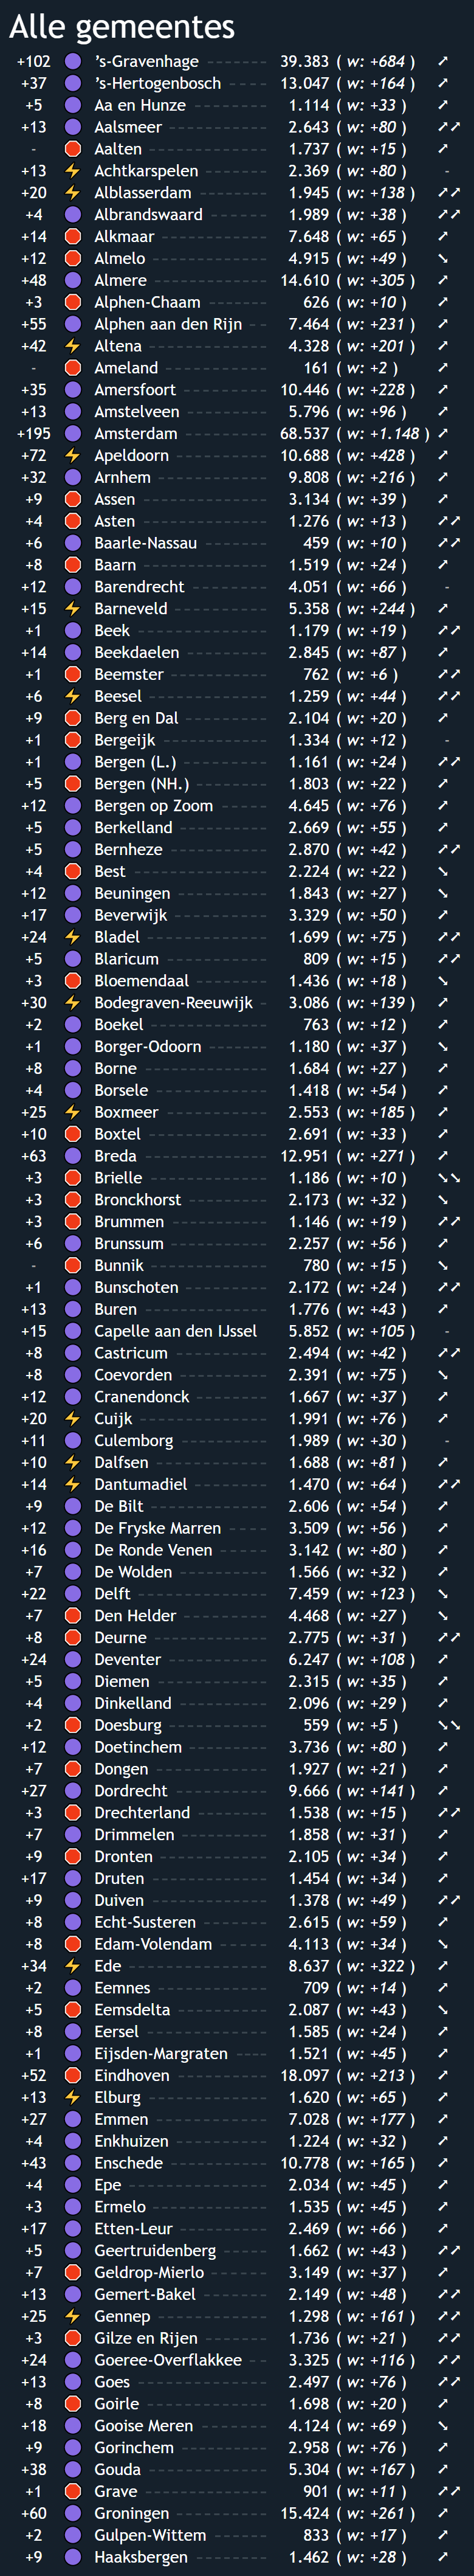 Alle gemeentes
+102 's-Gravenhage 39.383 ( w: +684 )
+37 's-Hertogenbosch 13.047 ( w: +164 )
+5 Aa en Hunze 1.114 ( w: +33 )
+13 Aalsmeer 2.643 ( w: +80 )
- Aalten 1.737 ( w: +15 )
+13 Achtkarspelen 2.369 ( w: +80 ) -
+20 Alblasserdam 1.945 ( w: +138 )
+4 Albrandswaard 1.989 ( w: +38 )
+14 Alkmaar 7.648 ( w: +65 )
+12 Almelo 4.915 ( w: +49 )
+48 Almere 14.610 ( w: +305 )
+3 Alphen-Chaam 626 ( w: +10 )
+55 Alphen aan den Rijn 7.464 ( w: +231 )
+42 Altena 4.328 ( w: +201 )
- Ameland 161 ( w: +2 )
+35 Amersfoort 10.446 ( w: +228 )
+13 Amstelveen 5.796 ( w: +96 )
+195 Amsterdam 68.537 ( w: +1.148 )
+72 Apeldoorn 10.688 ( w: +428 )
+32 Arnhem 9.808 ( w: +216 )
+9 Assen 3.134 ( w: +39 )
+4 Asten 1.276 ( w: +13 )
+6 Baarle-Nassau 459 ( w: +10 )
+8 Baarn 1.519 ( w: +24 )
+12 Barendrecht 4.051 ( w: +66 ) -
+15 Barneveld 5.358 ( w: +244 )
+1 Beek 1.179 ( w: +19 )
+14 Beekdaelen 2.845 ( w: +87 )
+1 Beemster 762 ( w: +6 )
+6 Beesel 1.259 ( w: +44 )
+9 Berg en Dal 2.104 ( w: +20 )
+1 Bergeijk 1.334 ( w: +12 ) -
+1 Bergen (L.) 1.161 ( w: +24 )
+5 Bergen (NH.) 1.803 ( w: +22 )
+12 Bergen op Zoom 4.645 ( w: +76 )
+5 Berkelland 2.669 ( w: +55 )
+5 Bernheze 2.870 ( w: +42 )
+4 Best 2.224 ( w: +22 )
+12 Beuningen 1.843 ( w: +27 )
+17 Beverwijk 3.329 ( w: +50 )
+24 Bladel 1.699 ( w: +75 )
+5 Blaricum 809 ( w: +15 )
+3 Bloemendaal 1.436 ( w: +18 )
+30 Bodegraven-Reeuwijk 3.086 ( w: +139 )
+2 Boekel 763 ( w: +12 )
+1 Borger-Odoorn 1.180 ( w: +37 )
+8 Borne 1.684 ( w: +27 )
+4 Borsele 1.418 ( w: +54 )
+25 Boxmeer 2.553 ( w: +185 )
+10 Boxtel 2.691 ( w: +33 )
+63 Breda 12.951 ( w: +271 )
+3 Brielle 1.186 ( w: +10 )
+3 Bronckhorst 2.173 ( w: +32 )
+3 Brummen 1.146 ( w: +19 )
+6 Brunssum 2.257 ( w: +56 )
- Bunnik 780 ( w: +15 )
+1 Bunschoten 2.172 ( w: +24 )
+13 Buren 1.776 ( w: +43 )
+15 Capelle aan den IJssel 5.852 ( w: +105 ) -
+8 Castricum 2.494 ( w: +42 )
+8 Coevorden 2.391 ( w: +75 )
+12 Cranendonck 1.667 ( w: +37 )
+20 Cuijk 1.991 ( w: +76 )
+11 Culemborg 1.989 ( w: +30 ) -
+10 Dalfsen 1.688 ( w: +81 )
+14 Dantumadiel 1.470 ( w: +64 )
+9 De Bilt 2.606 ( w: +54 )
+12 De Fryske Marren 3.509 ( w: +56 )
+16 De Ronde Venen 3.142 ( w: +80 )
+7 De Wolden 1.566 ( w: +32 )
+22 Delft 7.459 ( w: +123 )
+7 Den Helder 4.468 ( w: +27 )
+8 Deurne 2.775 ( w: +31 )
+24 Deventer 6.247 ( w: +108 )
+5 Diemen 2.315 ( w: +35 )
+4 Dinkelland 2.096 ( w: +29 )
+2 Doesburg 559 ( w: +5 )
+12 Doetinchem 3.736 ( w: +80 )
+7 Dongen 1.927 ( w: +21 )
+27 Dordrecht 9.666 ( w: +141 )
+3 Drechterland 1.538 ( w: +15 )
+7 Drimmelen 1.858 ( w: +31 )
+9 Dronten 2.105 ( w: +34 )
+17 Druten 1.454 ( w: +34 )
+9 Duiven 1.378 ( w: +49 )
+8 Echt-Susteren 2.615 ( w: +59 )
+8 Edam-Volendam 4.113 ( w: +34 )
+34 Ede 8.637 ( w: +322 )
+2 Eemnes 709 ( w: +14 )
+5 Eemsdelta 2.087 ( w: +43 )
+8 Eersel 1.585 ( w: +24 )
+1 Eijsden-Margraten 1.521 ( w: +45 )
+52 Eindhoven 18.097 ( w: +213 )
+13 Elburg 1.620 ( w: +65 )
+27 Emmen 7.028 ( w: +177 )
+4 Enkhuizen 1.224 ( w: +32 )
+43 Enschede 10.778 ( w: +165 )
+4 Epe 2.034 ( w: +45 )
+3 Ermelo 1.535 ( w: +45 )
+17 Etten-Leur 2.469 ( w: +66 )
+5 Geertruidenberg 1.662 ( w: +43 )
+7 Geldrop-Mierlo 3.149 ( w: +37 )
+13 Gemert-Bakel 2.149 ( w: +48 )
+25 Gennep 1.298 ( w: +161 )
+3 Gilze en Rijen 1.736 ( w: +21 )
+24 Goeree-Overflakkee 3.325 ( w: +116 )
+13 Goes 2.497 ( w: +76 )
+8 Goirle 1.698 ( w: +20 )
+18 Gooise Meren 4.124 ( w: +69 )
+9 Gorinchem 2.958 ( w: +76 )
+38 Gouda 5.304 ( w: +167 )
+1 Grave 901 ( w: +11 )
+60 Groningen 15.424 ( w: +261 )
+2 Gulpen-Wittem 833 ( w: +17 )
+9 Haaksbergen 1.462 ( w: +28 )